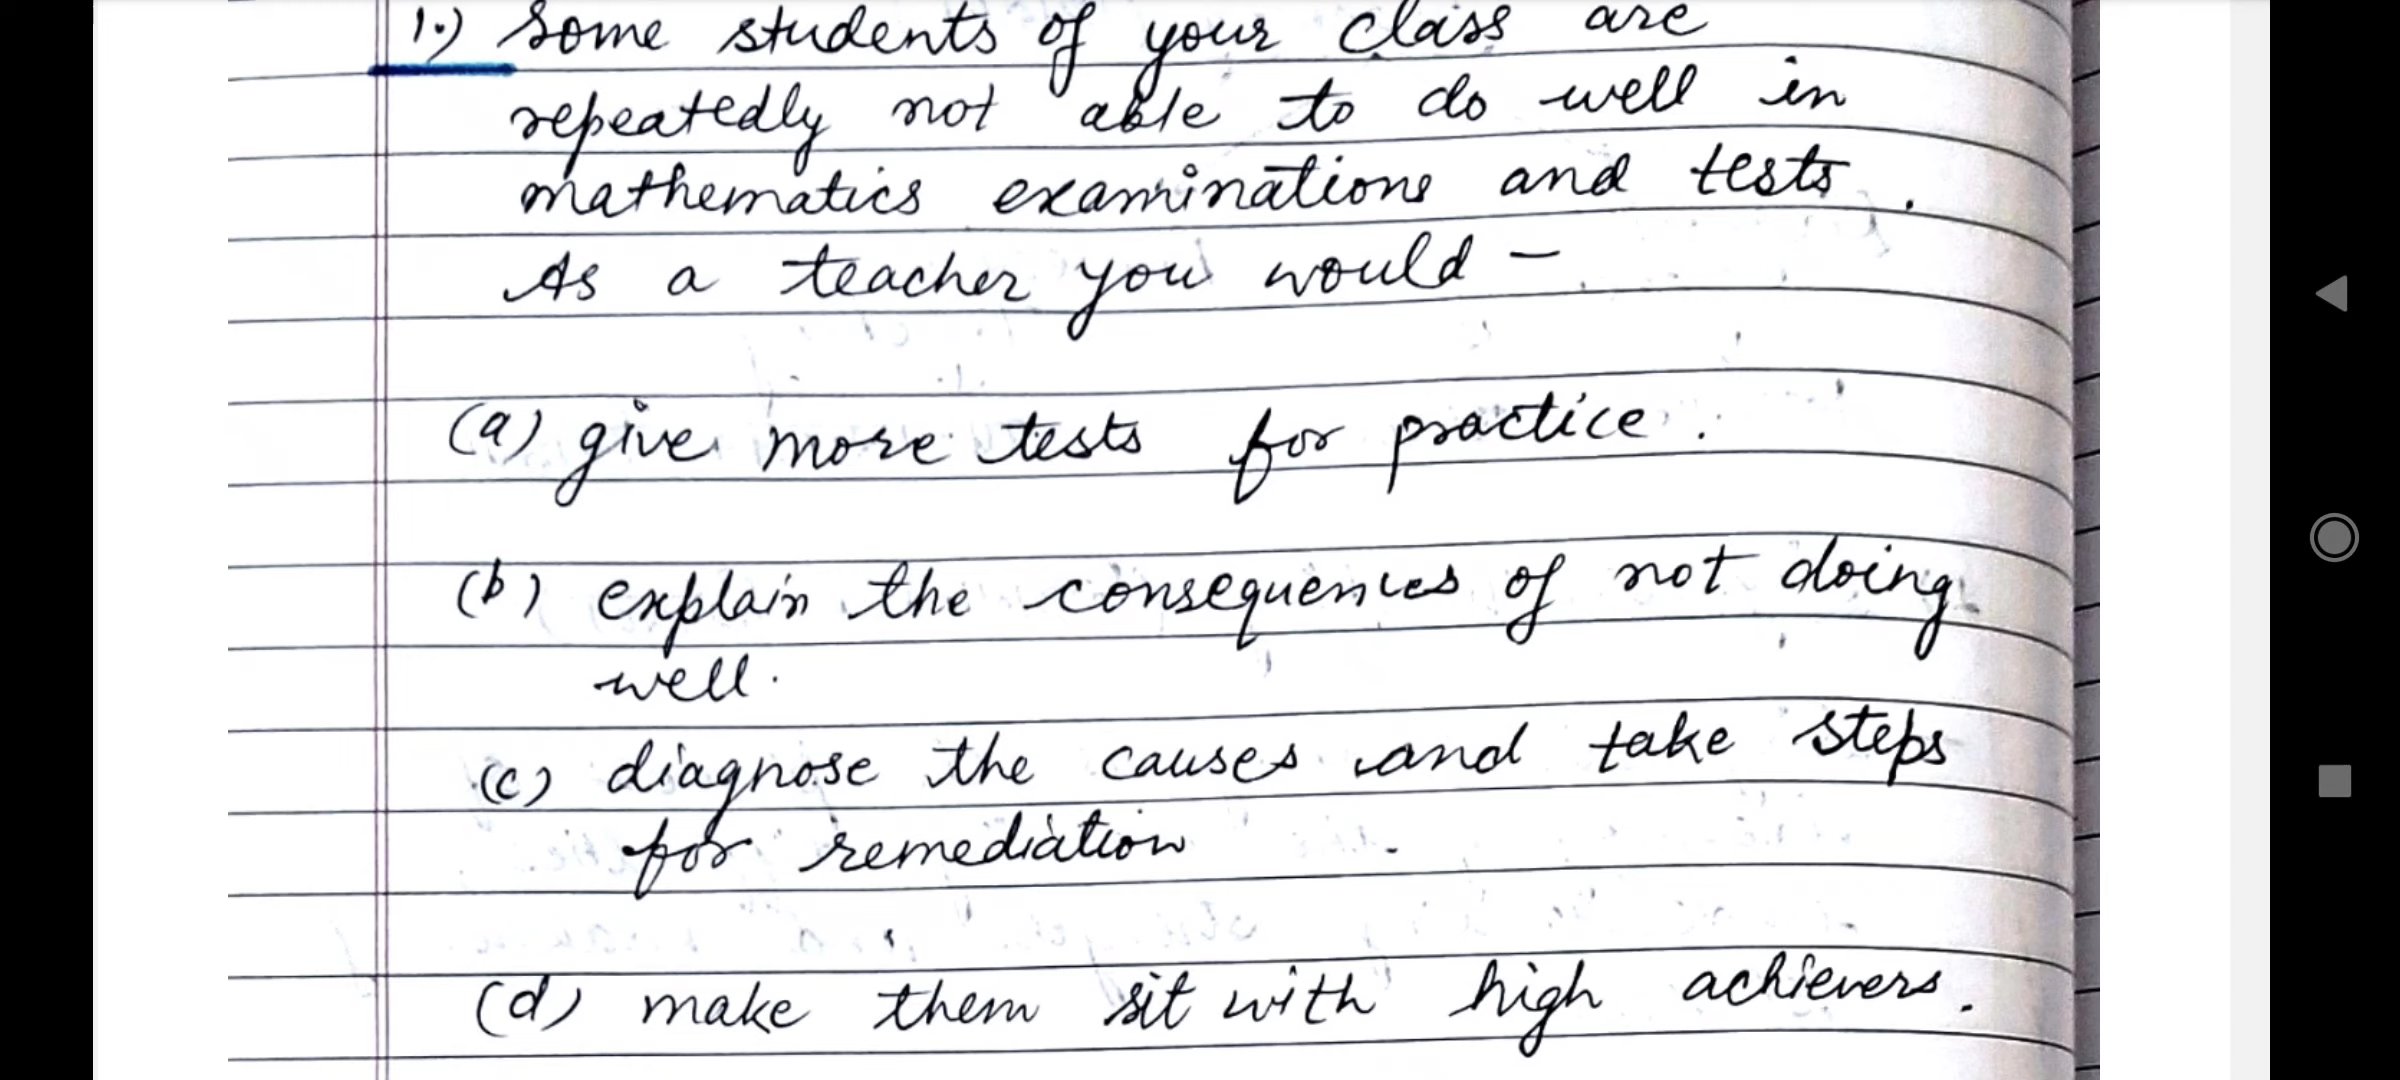 1.) Some students of your class are
repeatedly not able to do well in
mathematics examinations and tests.
As a teacher you would -
(a) give more tests for practice.
(b) explain the consequences of not doing
well.
(c) diagnose the causes and take steps
for remediation.
(d) make them sit with high achievers.